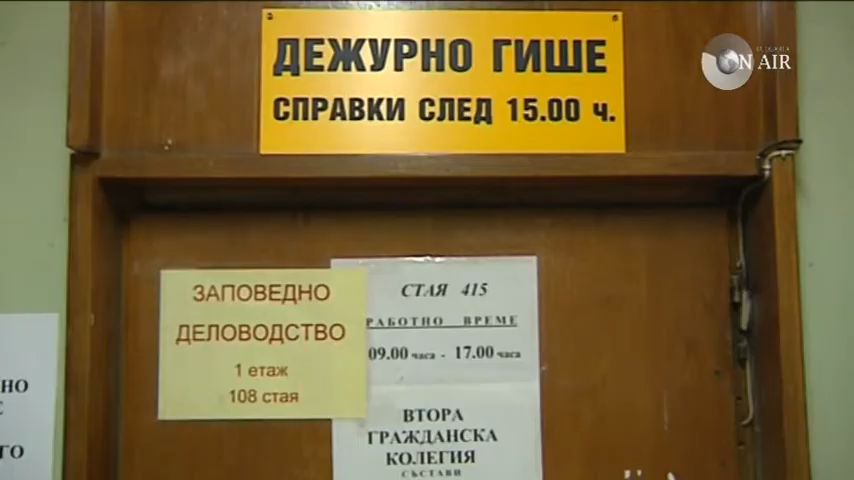 ДЕЖУРНО ГИШЕ
СПРАВКИ СЛЕД 15.00 ч.
ON AIR
ЗАПОВЕДНО
ДЕЛОВОДСТВО
1 етаж
108 стая
СТАЯ 415
РАБОТНО ВРЕМЕ
09.00 часа - 17.00 часа
ВТОРА
ГРАЖДАНСКА
КОЛЕГИЯ
СЪСТАВИ